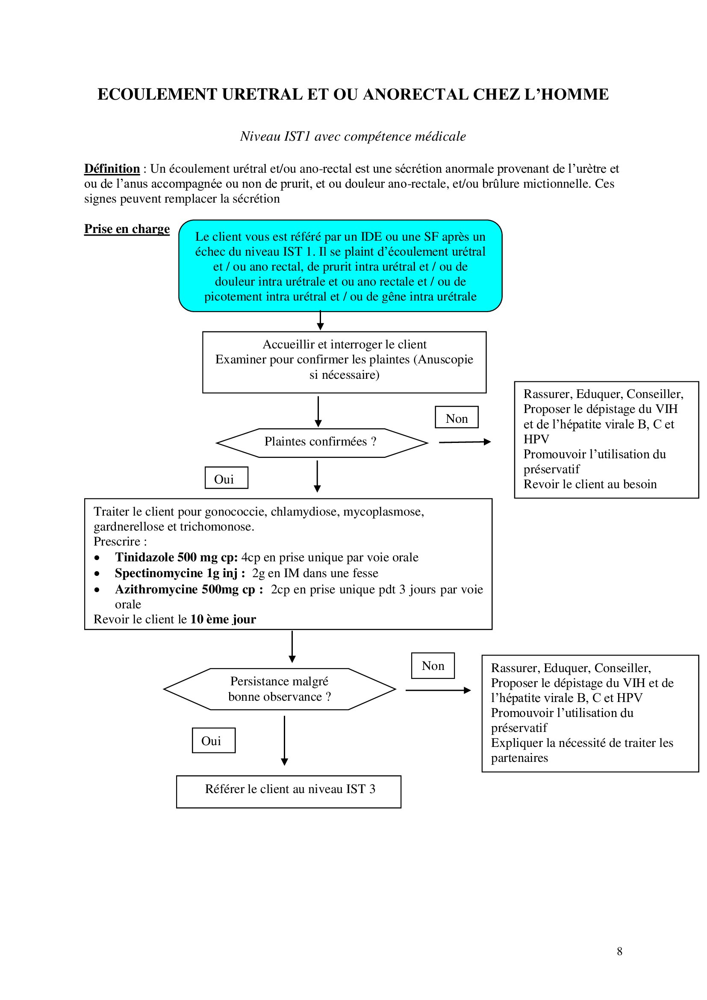 ECOULEMENT URETRAL ET OU ANORECTAL CHEZ L’HOMME
Niveau IST1 avec compétence médicale
Définition : Un écoulement urétral et/ou ano-rectal est une sécrétion anormale provenant de l’urètre et
ou de l’anus accompagnée ou non de prurit, et ou douleur ano-rectale, et/ou brûlure mictionnelle. Ces
signes peuvent remplacer la sécrétion
Prise en charge
Le client vous est référé par un IDE ou une SF après un
échec du niveau IST 1. Il se plaint d’écoulement urétral
et / ou ano rectal, de prurit intra urétral et / ou de
douleur intra urétrale et ou ano rectale et / ou de
picotement intra urétral et / ou de gêne intra urétrale
Accueillir et interroger le client
Examiner pour confirmer les plaintes (Anuscopie
si nécessaire)
Plaintes confirmées ?
Non
Rassurer, Eduquer, Conseiller,
Proposer le dépistage du VIH
et de l’hépatite virale B, C et
HPV
Promouvoir l’utilisation du
préservatif
Revoir le client au besoin
Oui
Traiter le client pour gonococcie, chlamydiose, mycoplasmose,
gardnerellose et trichomonose.
Prescrire :
• Tinidazole 500 mg cp: 4cp en prise unique par voie orale
• Spectinomycine 1g inj : 2g en IM dans une fesse
• Azithromycine 500mg cp : 2cp en prise unique pdt 3 jours par voie
orale
Revoir le client le 10 ème jour
Persistance malgré
bonne observance ?
Non
Rassurer, Eduquer, Conseiller,
Proposer le dépistage du VIH et de
l’hépatite virale B, C et HPV
Promouvoir l’utilisation du
préservatif
Expliquer la nécessité de traiter les
partenaires
Oui
Référer le client au niveau IST 3
8